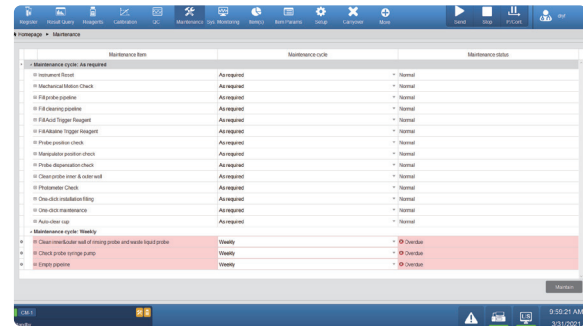 Register Result Query Reagents Calibration QC Maintenance Sys. Monitoring Item(s) Item Params Setup Carryover More Send Stop P/Cont.
Homepage ▸ Maintenance
Maintenance Item Maintenance cycle Maintenance status
Maintenance cycle: As required
Instrument Reset As required Normal
Mechanical Motion Check As required Normal
Fill probe pipeline As required Normal
Fill cleaning pipeline As required Normal
Fill Acid Trigger Reagent As required Normal
Fill Alkaline Trigger Reagent As required Normal
Probe position check As required Normal
Manipulator position check As required Normal
Probe dispensation check As required Normal
Clean probe inner & outer wall As required Normal
Photometer Check As required Normal
One-click installation filling As required Normal
One-click maintenance As required Normal
Auto-clear cup As required Normal
Maintenance cycle: Weekly
Clean inner&outer wall of rinsing probe and waste liquid probe Weekly Overdue
Check probe syringe pump Weekly Overdue
Empty pipeline Weekly Overdue
Maintain
CM-1
LIS
9:59:21 AM
3/31/2021